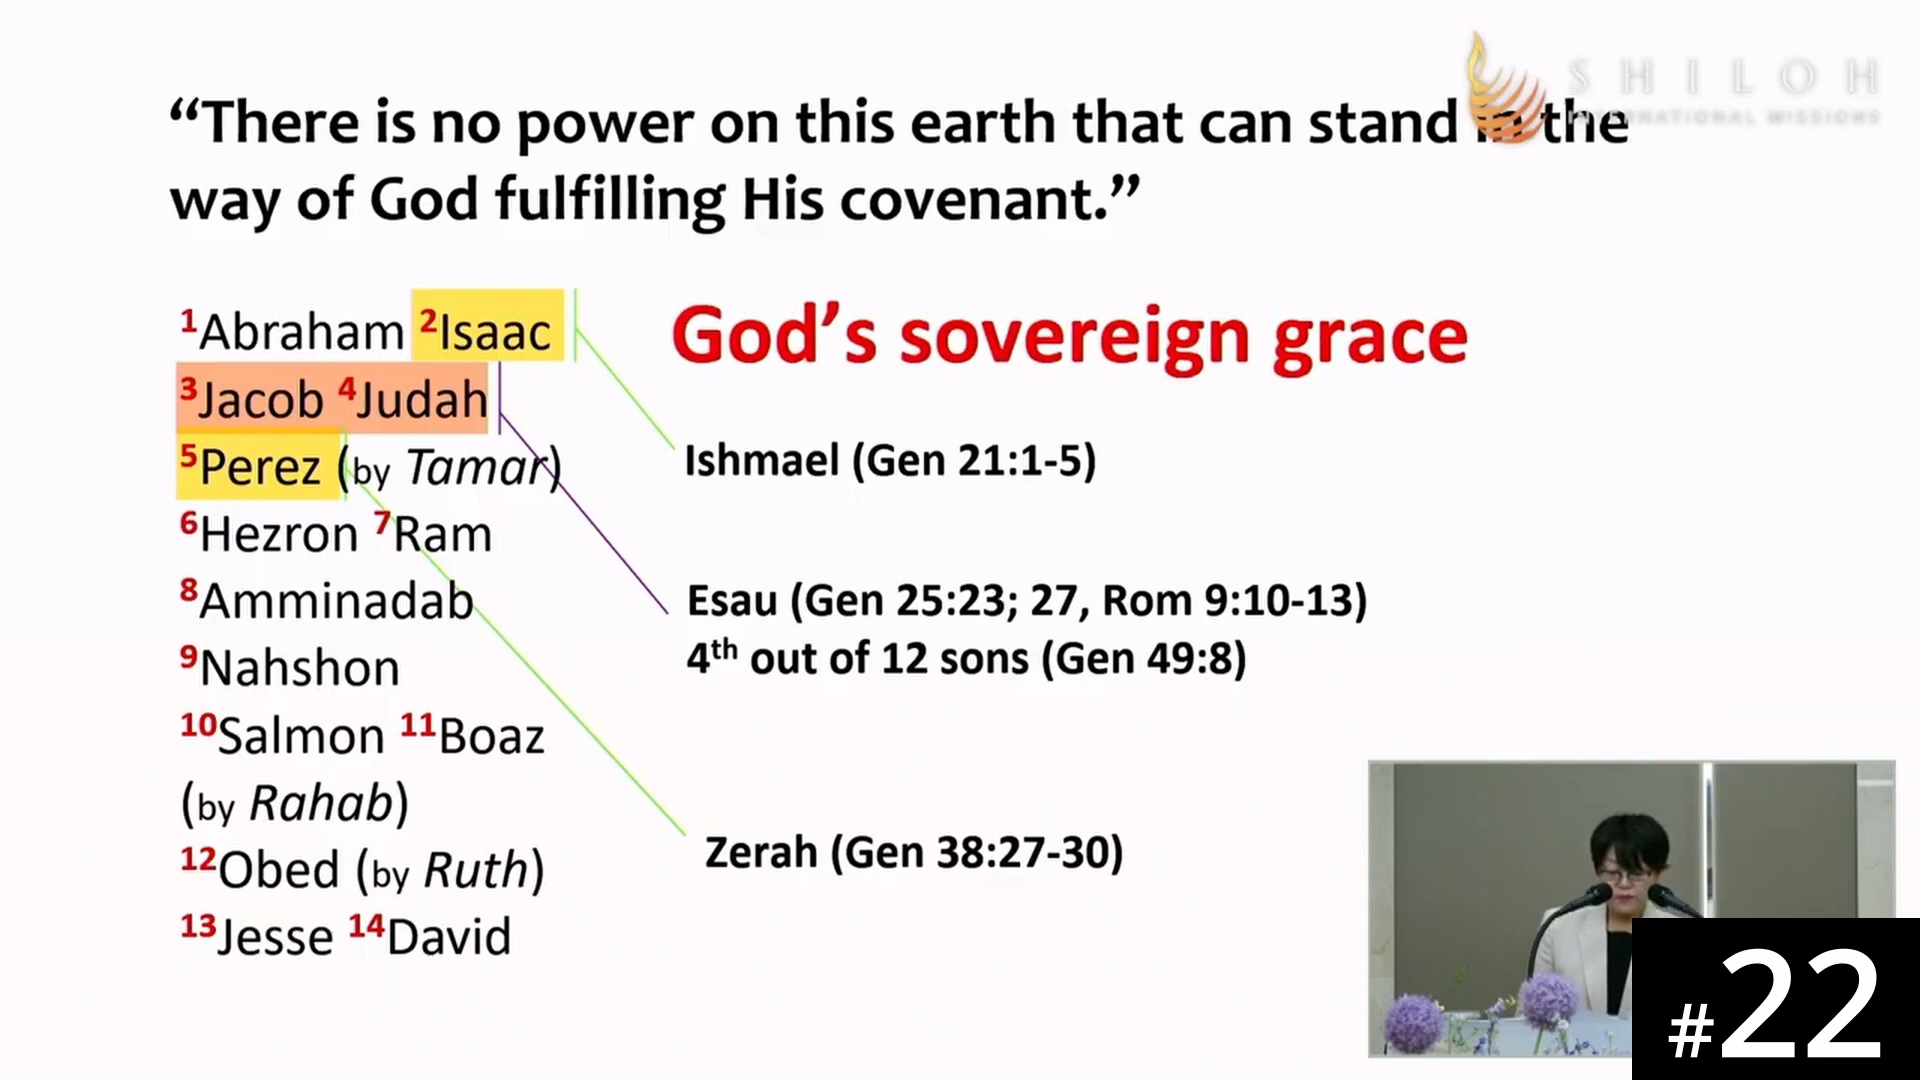 SHILOH
INTERNATIONAL MISSIONS
“There is no power on this earth that can stand in the
way of God fulfilling His covenant.”
God’s sovereign grace
1Abraham 2Isaac
3Jacob 4Judah
5Perez (by Tamar)
6Hezron 7Ram
8Amminadab
9Nahshon
10Salmon 11Boaz
(by Rahab)
12Obed (by Ruth)
13Jesse 14David
Ishmael (Gen 21:1-5)
Esau (Gen 25:23; 27, Rom 9:10-13)
4th out of 12 sons (Gen 49:8)
Zerah (Gen 38:27-30)
#22